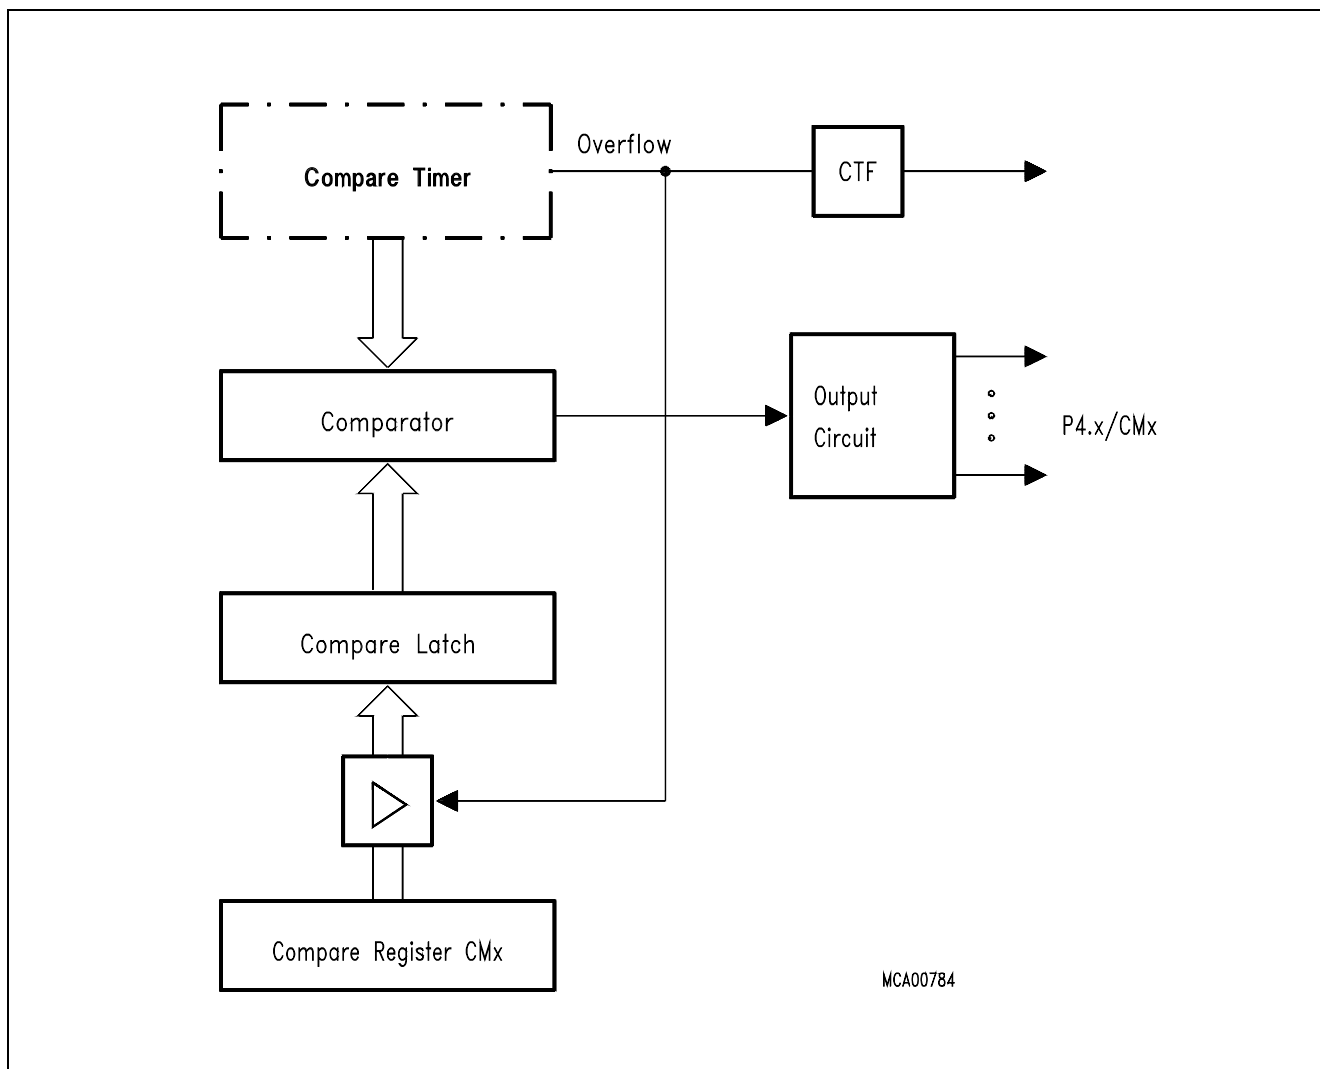 Overflow
Compare Timer
CTF
Output
Circuit
Comparator
P4.x/CMx
Compare Latch
Compare Register CMx
MCA00784